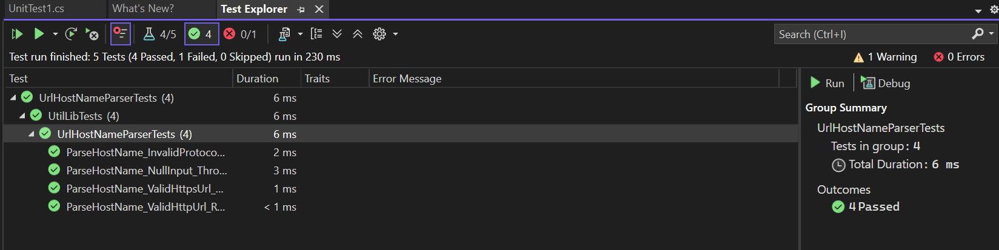 UnitTest1.cs What's New? Test Explorer
4/5 4 0/1 Search (Ctrl+I)
Test run finished: 5 Tests (4 Passed, 1 Failed, 0 Skipped) run in 230 ms 1 Warning 0 Errors
Test Duration Traits Error Message
UrlHostNameParserTests (4) 6 ms
UtilLibTests (4) 6 ms
UrlHostNameParserTests (4) 6 ms
ParseHostName_InvalidProtoco... 2 ms
ParseHostName_NullInput_Thro... 3 ms
ParseHostName_ValidHttpsUrl_... 1 ms
ParseHostName_ValidHttpUrl_R... < 1 ms
Run Debug
Group Summary
UrlHostNameParserTests
Tests in group: 4
Total Duration: 6 ms
Outcomes
4 Passed